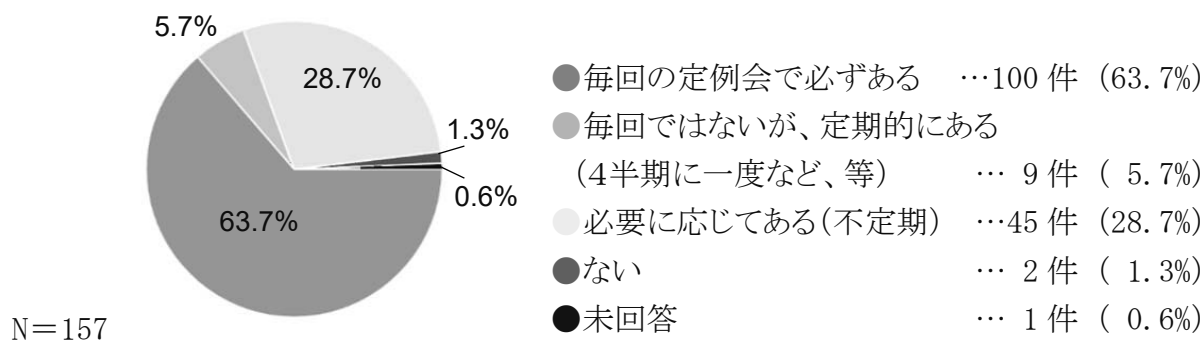 5.7%
28.7%
1.3%
0.6%
63.7%
N=157
●毎回の定例会で必ずある …100 件 (63.7%)
●毎回ではないが、定期的にある
(4半期に一度など、等) … 9 件 ( 5.7%)
●必要に応じてある(不定期) …45 件 (28.7%)
●ない … 2 件 ( 1.3%)
●未回答 … 1 件 ( 0.6%)